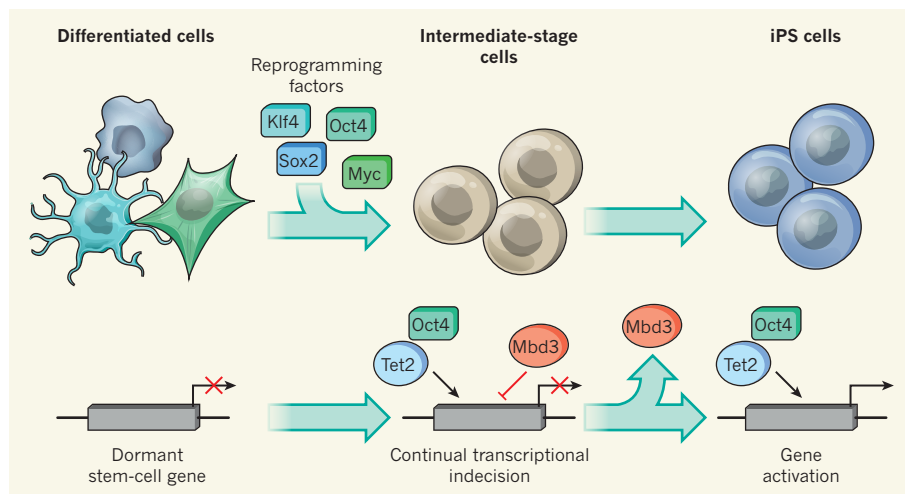 Differentiated cells
Intermediate-stage
cells
iPS cells
Reprogramming
factors
Klf4
Oct4
Sox2
Myc
Oct4
Tet2
Mbd3
Mbd3
Oct4
Tet2
Dormant
stem-cell gene
Continual transcriptional
indecision
Gene
activation